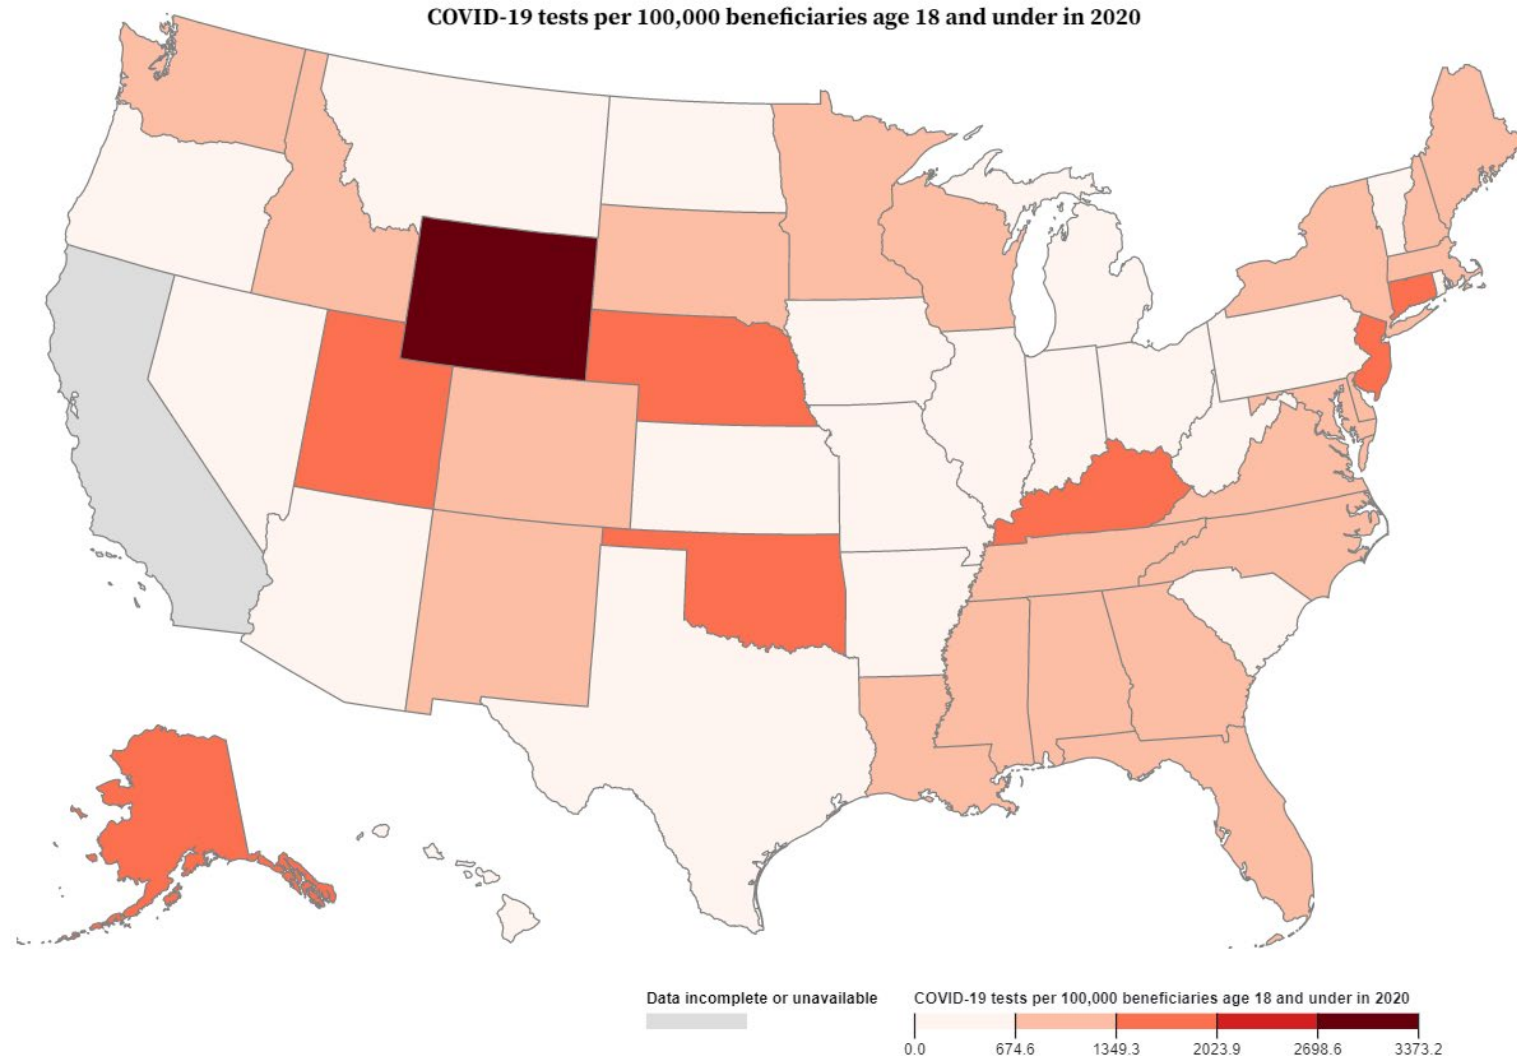 COVID-19 tests per 100,000 beneficiaries age 18 and under in 2020
Data incomplete or unavailable
COVID-19 tests per 100,000 beneficiaries age 18 and under in 2020
0.0 674.6 1349.3 2023.9 2698.6 3373.2